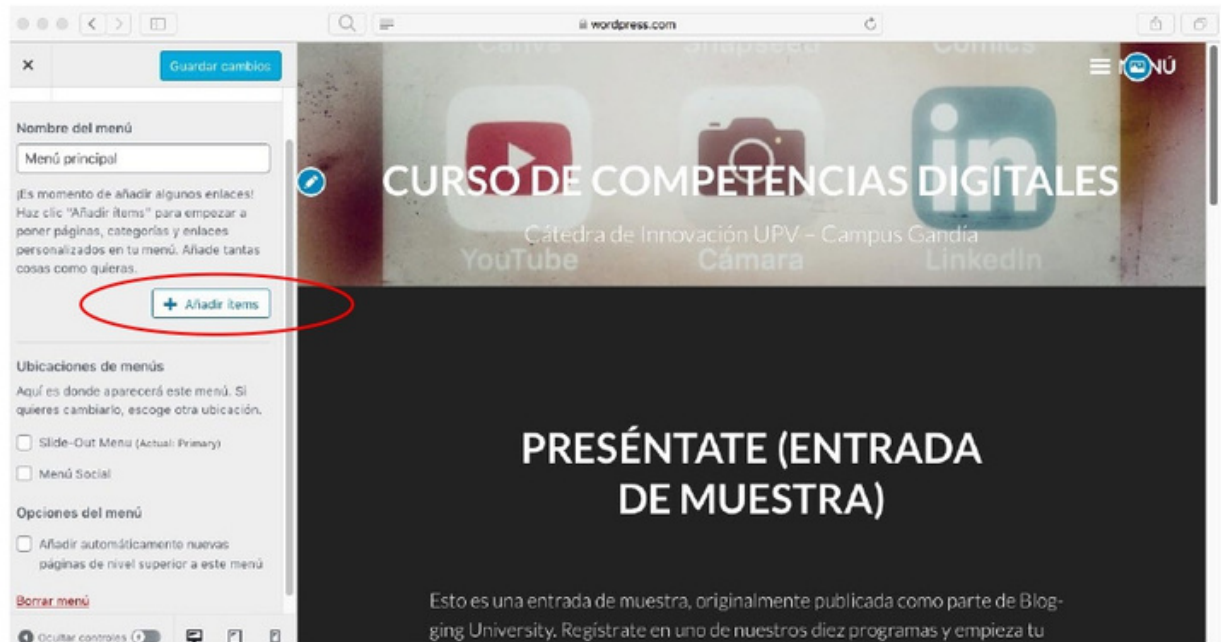 wordpress.com
Guardar cambios
Nombre del menú
Menú principal
¡Es momento de añadir algunos enlaces!
Haz clic "Añadir ítems" para empezar a
poner páginas, categorías y enlaces
personalizados en tu menú. Añade tantas
cosas como quieras.
+ Añadir ítems
Ubicaciones de menús
Aquí es donde aparecerá este menú. Si
quieres cambiarlo, escoge otra ubicación.
Slide-Out Menu (Actual: Primary)
Menú Social
Opciones del menú
Añadir automáticamente nuevas
páginas de nivel superior a este menú
Borrar menú
Ocultar controles
Canva Snapseed Comics
NÚ
CURSO DE COMPETENCIAS DIGITALES
in
Cátedra de Innovación UPV – Campus Gandía
YouTube Cámara LinkedIn
PRESÉNTATE (ENTRADA
DE MUESTRA)
Esto es una entrada de muestra, originalmente publicada como parte de Blog-
ging University. Regístrate en uno de nuestros diez programas y empieza tu